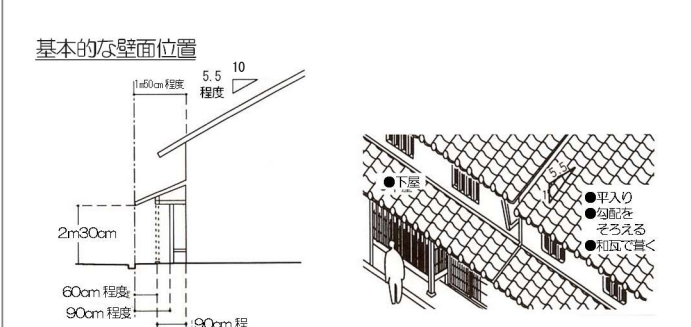 基本的な壁面位置
1m50cm 程度
10
5.5
程度
2m30cm
60cm 程度
90cm 程度
90cm 程
●下屋
5.5
●平入り
●勾配を
そろえる
●和瓦で葺く